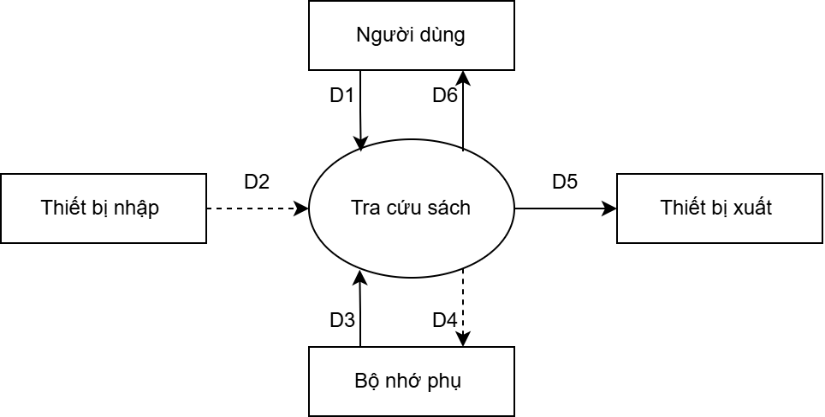 Người dùng
D1
D6
D2
D5
Thiết bị nhập
Tra cứu sách
Thiết bị xuất
D3
D4
Bộ nhớ phụ